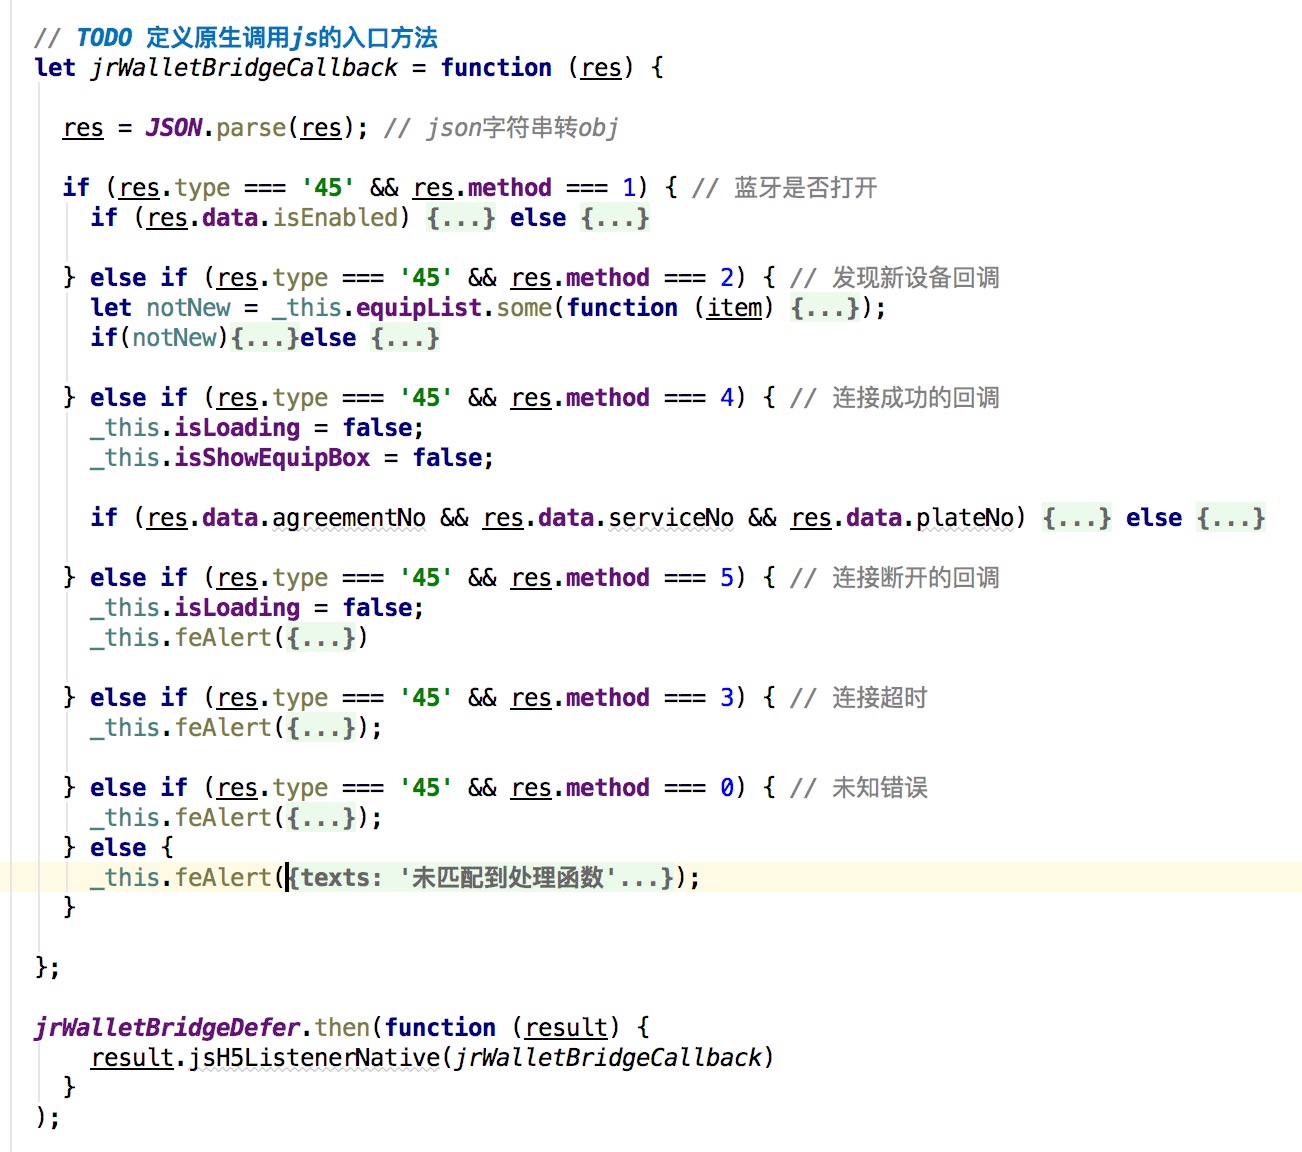 // TODO 定义原生调用js的入口方法
let jrWalletBridgeCallback = function (res) {
res = JSON.parse(res); // json字符串转obj
if (res.type === '45' && res.method === 1) { // 蓝牙是否打开
if (res.data.isEnabled) {...} else {...}
} else if (res.type === '45' && res.method === 2) { // 发现新设备回调
let notNew = _this.equipList.some(function (item) {...});
if(notNew){...}else {...}
} else if (res.type === '45' && res.method === 4) { // 连接成功的回调
_this.isLoading = false;
_this.isShowEquipBox = false;
if (res.data.agreementNo && res.data.serviceNo && res.data.plateNo) {...} else {...}
} else if (res.type === '45' && res.method === 5) { // 连接断开的回调
_this.isLoading = false;
_this.feAlert({...})
} else if (res.type === '45' && res.method === 3) { // 连接超时
_this.feAlert({...});
} else if (res.type === '45' && res.method === 0) { // 未知错误
_this.feAlert({...});
} else {
_this.feAlert({texts: '未匹配到处理函数'...});
}
};
jrWalletBridgeDefer.then(function (result) {
result.jsH5ListenerNative(jrWalletBridgeCallback)
}
);